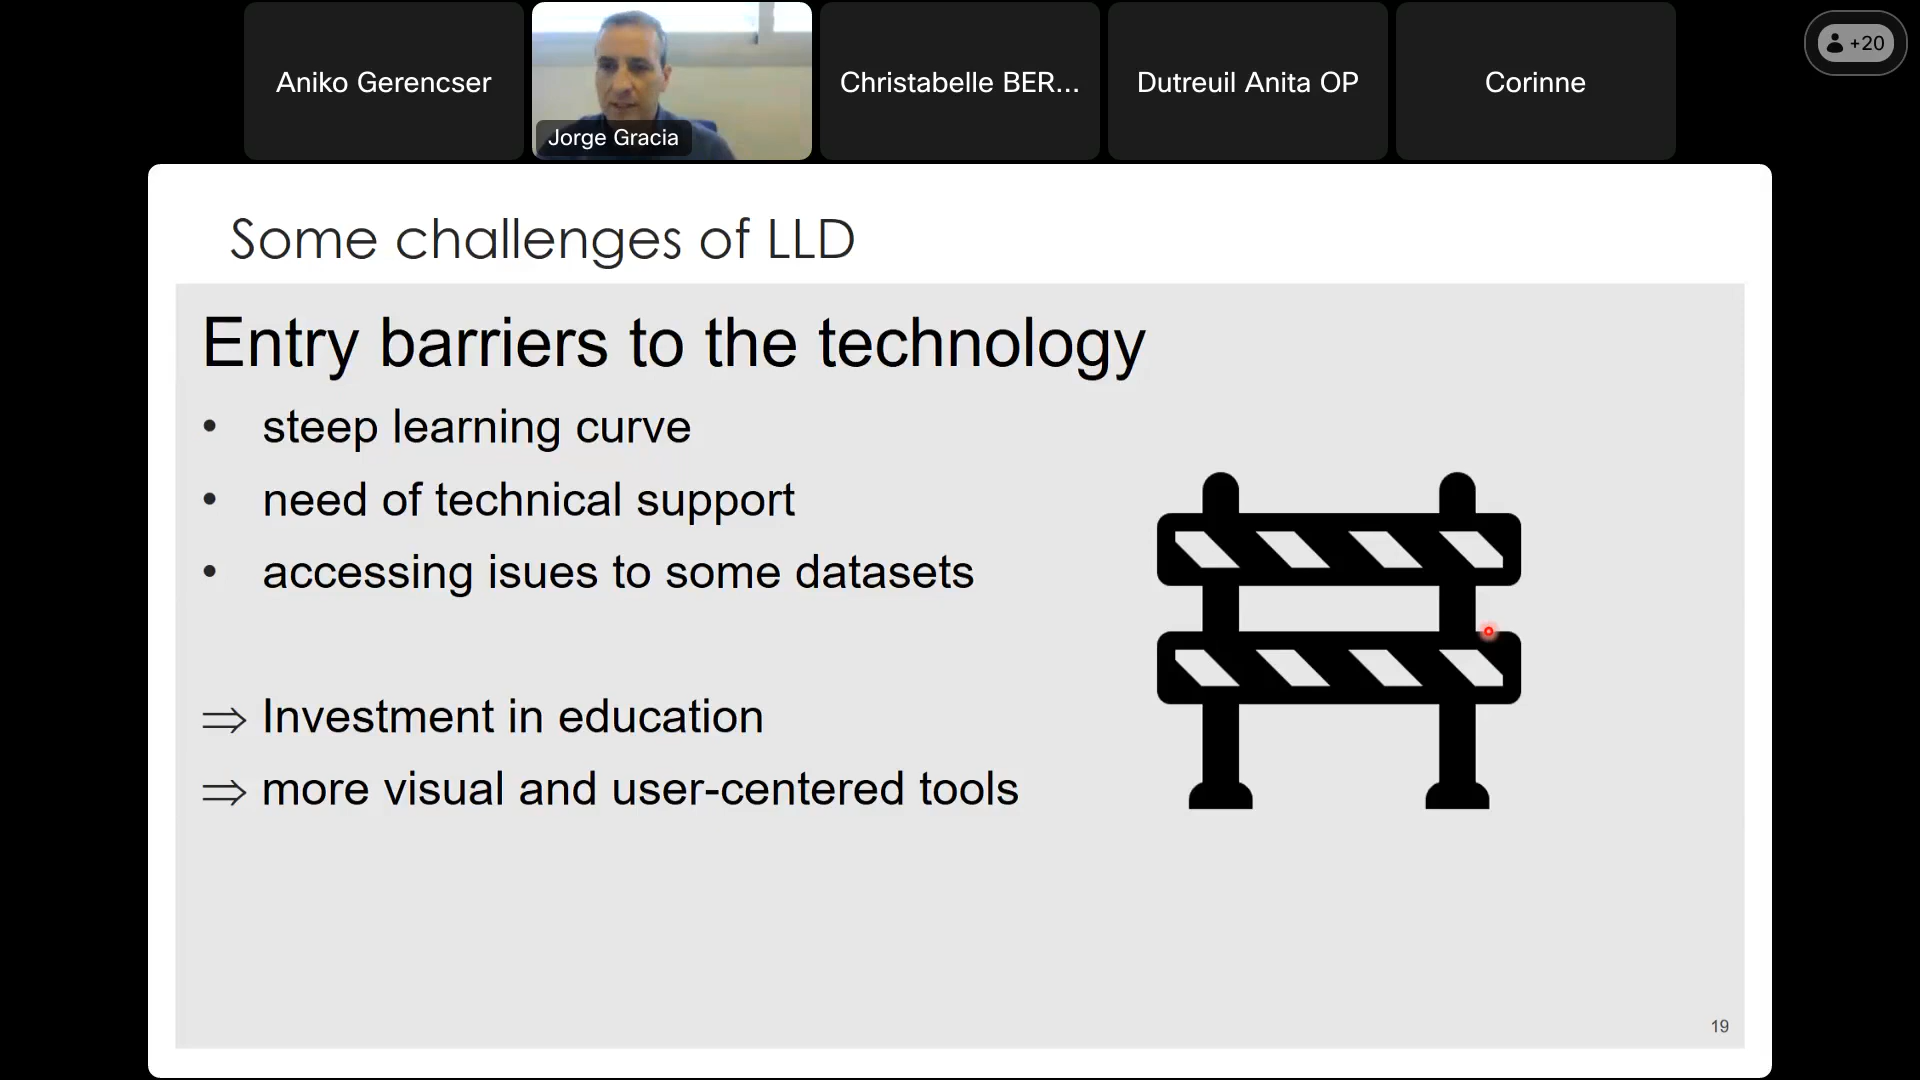 Aniko Gerencser
Jorge Gracia
Christabelle BER...
Dutreuil Anita OP
Corinne
+20
Some challenges of LLD
Entry barriers to the technology
• steep learning curve
• need of technical support
• accessing isues to some datasets
⇒ Investment in education
⇒ more visual and user-centered tools
19